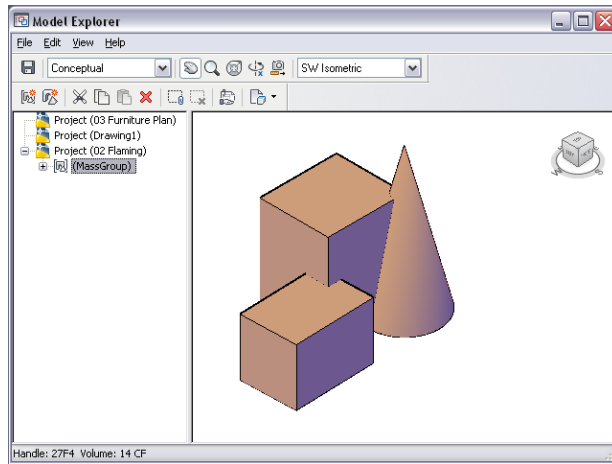 Model Explorer
File Edit View Help
Conceptual SW Isometric
Project (03 Furniture Plan)
Project (Drawing1)
Project (02 Flaming)
(MassGroup)
Handle: 27F4 Volume: 14 CF